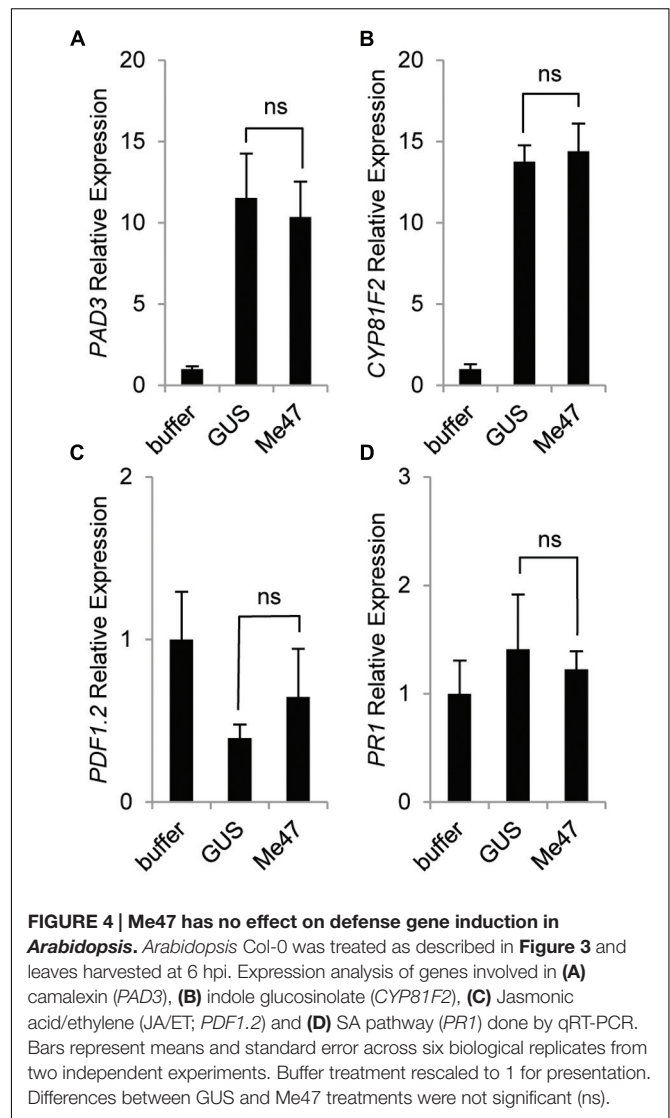 A
PAD3 Relative Expression
20
15
10
5
0
ns
buffer
GUS
Me47
B
CYP81F2 Relative Expression
20
15
10
5
0
ns
buffer
GUS
Me47
C
PDF1.2 Relative Expression
2
1
0
ns
buffer
GUS
Me47
D
PR1 Relative Expression
3
2
1
0
ns
buffer
GUS
Me47
FIGURE 4 | Me47 has no effect on defense gene induction in
Arabidopsis. Arabidopsis Col-0 was treated as described in Figure 3 and
leaves harvested at 6 hpi. Expression analysis of genes involved in (A)
camalexin (PAD3), (B) indole glucosinolate (CYP81F2), (C) Jasmonic
acid/ethylene (JA/ET; PDF1.2) and (D) SA pathway (PR1) done by qRT-PCR.
Bars represent means and standard error across six biological replicates from
two independent experiments. Buffer treatment rescaled to 1 for presentation.
Differences between GUS and Me47 treatments were not significant (ns).